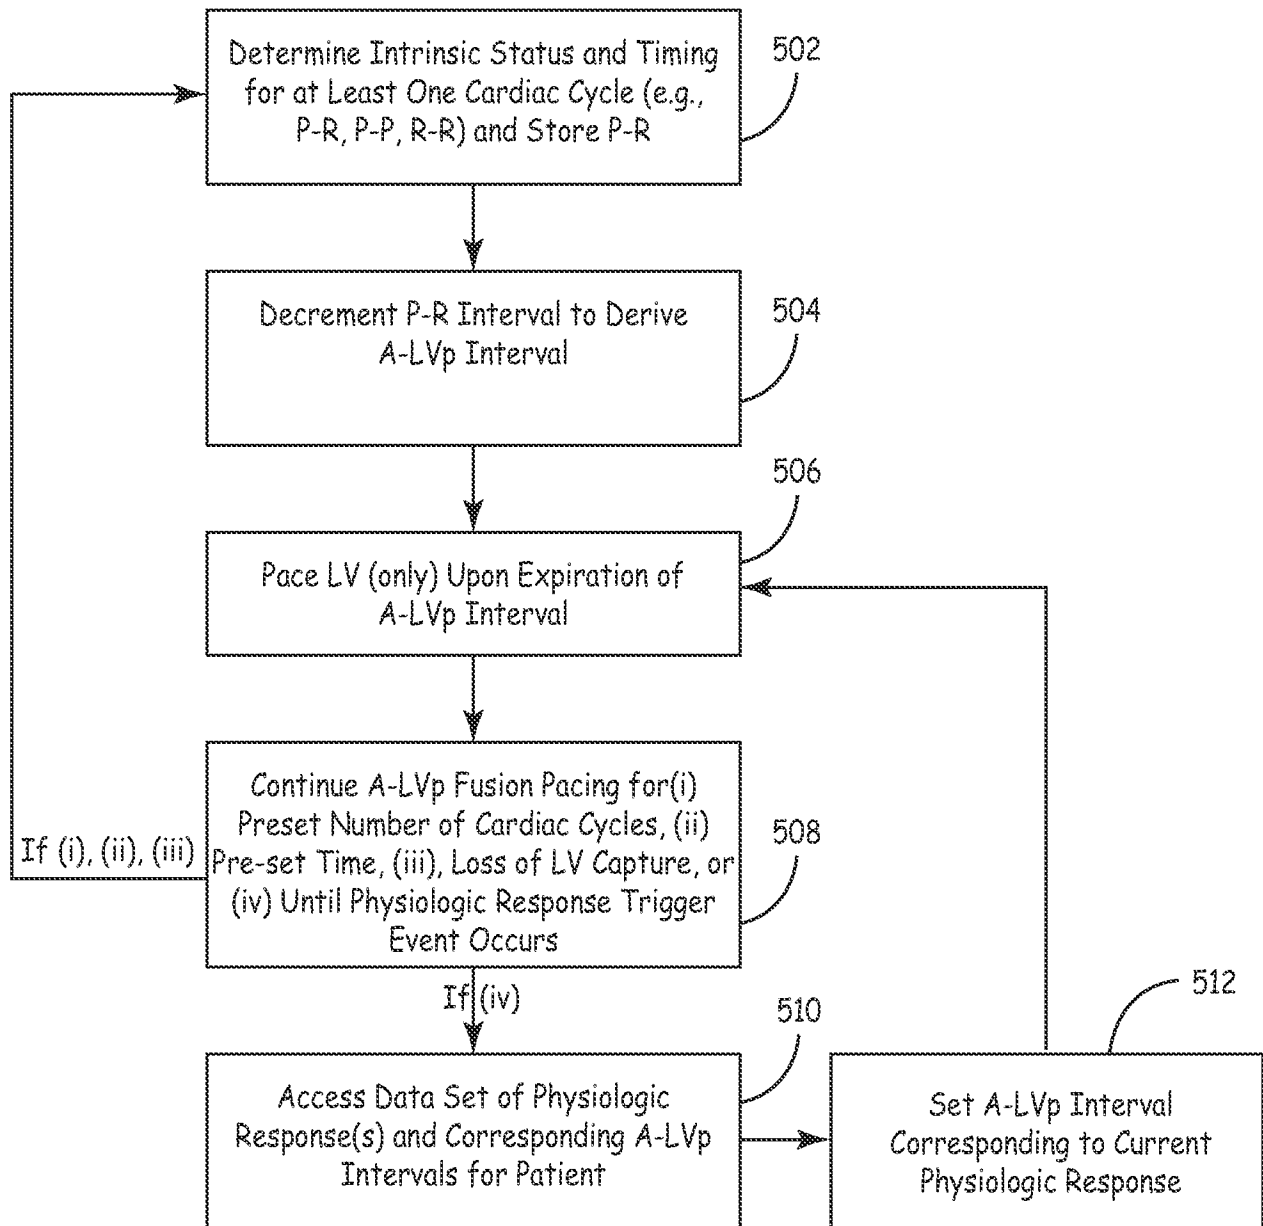 Determine Intrinsic Status and Timing
for at Least One Cardiac Cycle (e.g.,
P-R, P-P, R-R) and Store P-R
502
Decrement P-R Interval to Derive
A-LVp Interval
504
506
Pace LV (only) Upon Expiration of
A-LVp Interval
Continue A-LVp Fusion Pacing for(i)
Preset Number of Cardiac Cycles, (ii)
Pre-set Time, (iii), Loss of LV Capture, or
(iv) Until Physiologic Response Trigger
Event Occurs
508
If (i), (ii), (iii)
If (iv)
510
Access Data Set of Physiologic
Response(s) and Corresponding A-LVp
Intervals for Patient
512
Set A-LVp Interval
Corresponding to Current
Physiologic Response